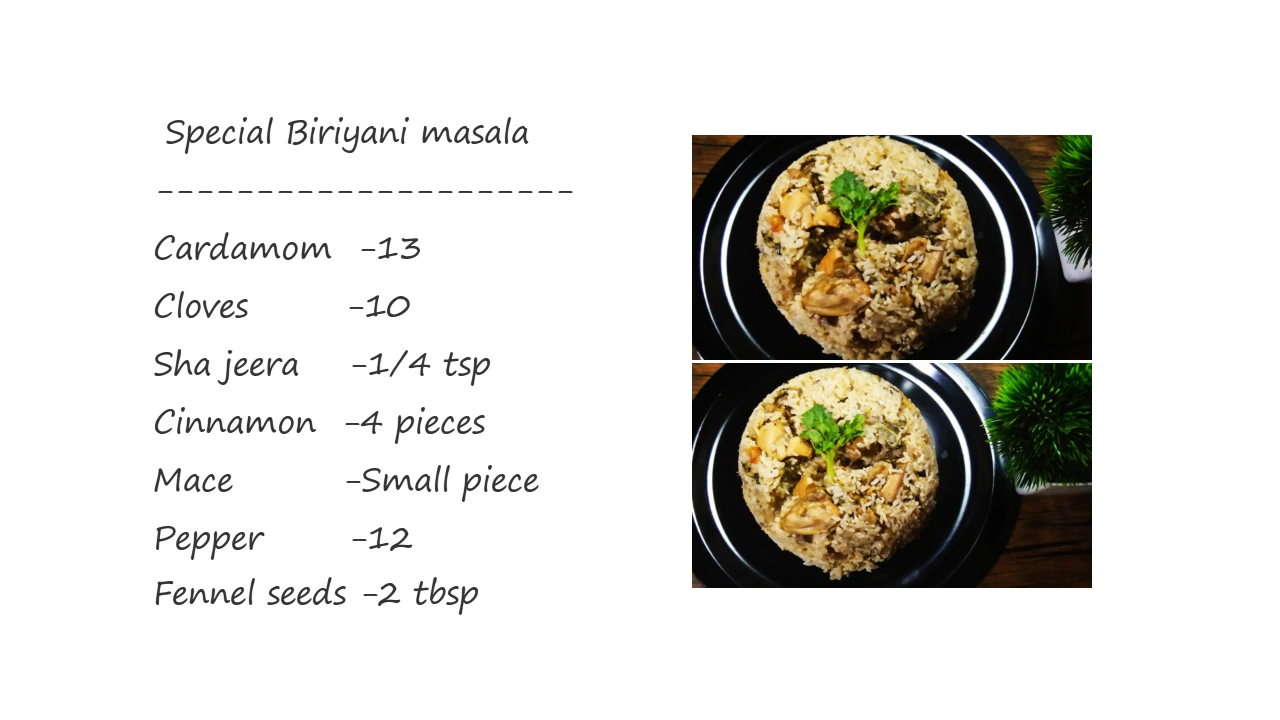 Special Biriyani masala
---------------------
Cardamom -13
Cloves -10
Sha jeera -1/4 tsp
Cinnamon -4 pieces
Mace -Small piece
Pepper -12
Fennel seeds -2 tbsp